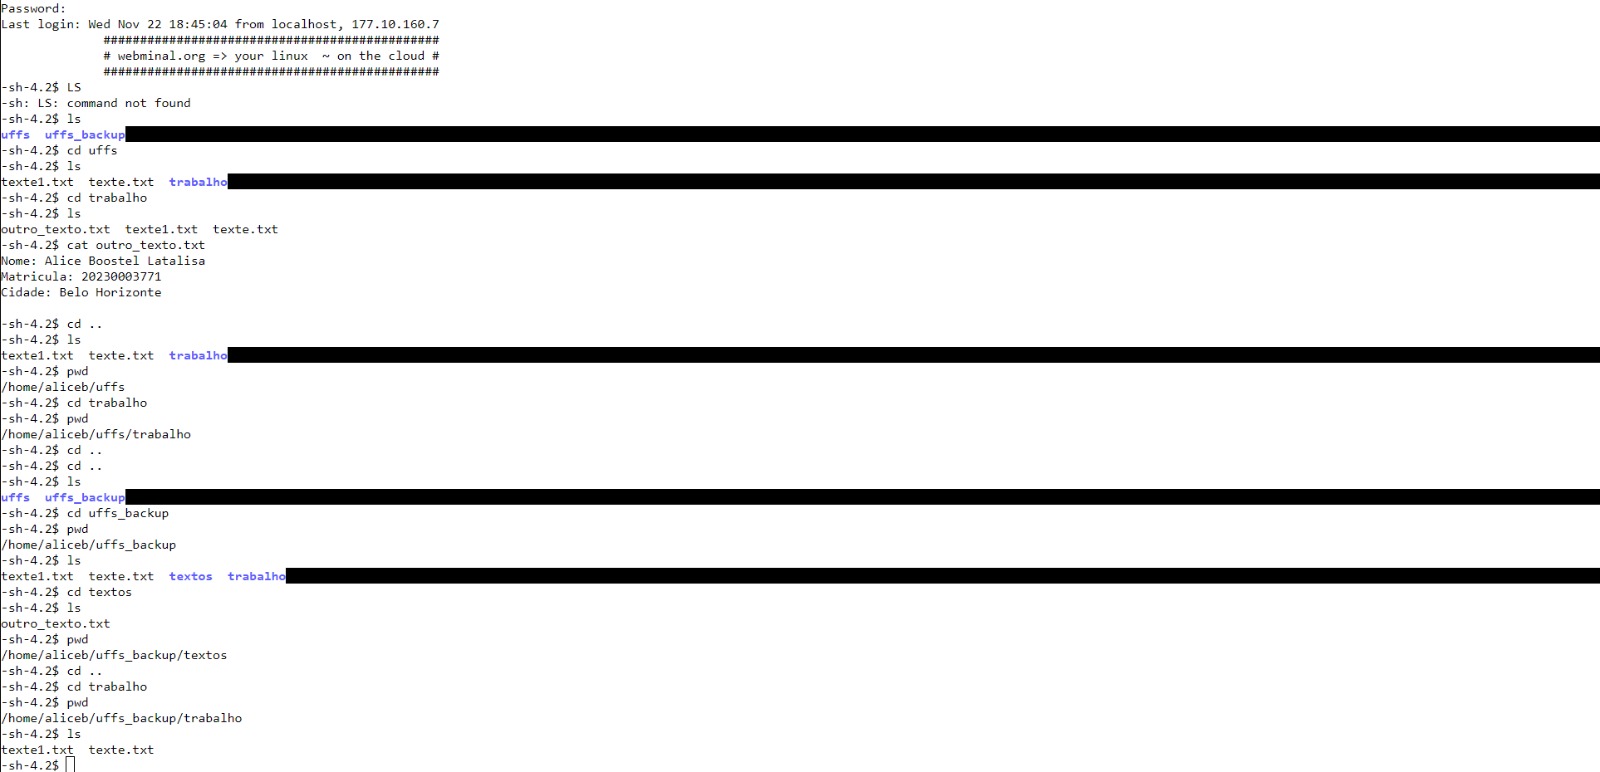 Password:
Last login: Wed Nov 22 18:45:04 from localhost, 177.10.160.7
##############################################
# webminal.org => your linux  ~ on the cloud #
##############################################
-sh-4.2$ LS
-sh: LS: command not found
-sh-4.2$ ls
uffs  uffs_backup
-sh-4.2$ cd uffs
-sh-4.2$ ls
texte1.txt  texte.txt  trabalho
-sh-4.2$ cd trabalho
-sh-4.2$ ls
outro_texto.txt  texte1.txt  texte.txt
-sh-4.2$ cat outro_texto.txt
Nome: Alice Boostel Latalisa
Matricula: 20230003771
Cidade: Belo Horizonte
-sh-4.2$ cd ..
-sh-4.2$ ls
texte1.txt  texte.txt  trabalho
-sh-4.2$ pwd
/home/aliceb/uffs
-sh-4.2$ cd trabalho
-sh-4.2$ pwd
/home/aliceb/uffs/trabalho
-sh-4.2$ cd ..
-sh-4.2$ cd ..
-sh-4.2$ ls
uffs  uffs_backup
-sh-4.2$ cd uffs_backup
-sh-4.2$ pwd
/home/aliceb/uffs_backup
-sh-4.2$ ls
texte1.txt  texte.txt  textos  trabalho
-sh-4.2$ cd textos
-sh-4.2$ ls
outro_texto.txt
-sh-4.2$ pwd
/home/aliceb/uffs_backup/textos
-sh-4.2$ cd ..
-sh-4.2$ cd trabalho
-sh-4.2$ pwd
/home/aliceb/uffs_backup/trabalho
-sh-4.2$ ls
texte1.txt  texte.txt
-sh-4.2$